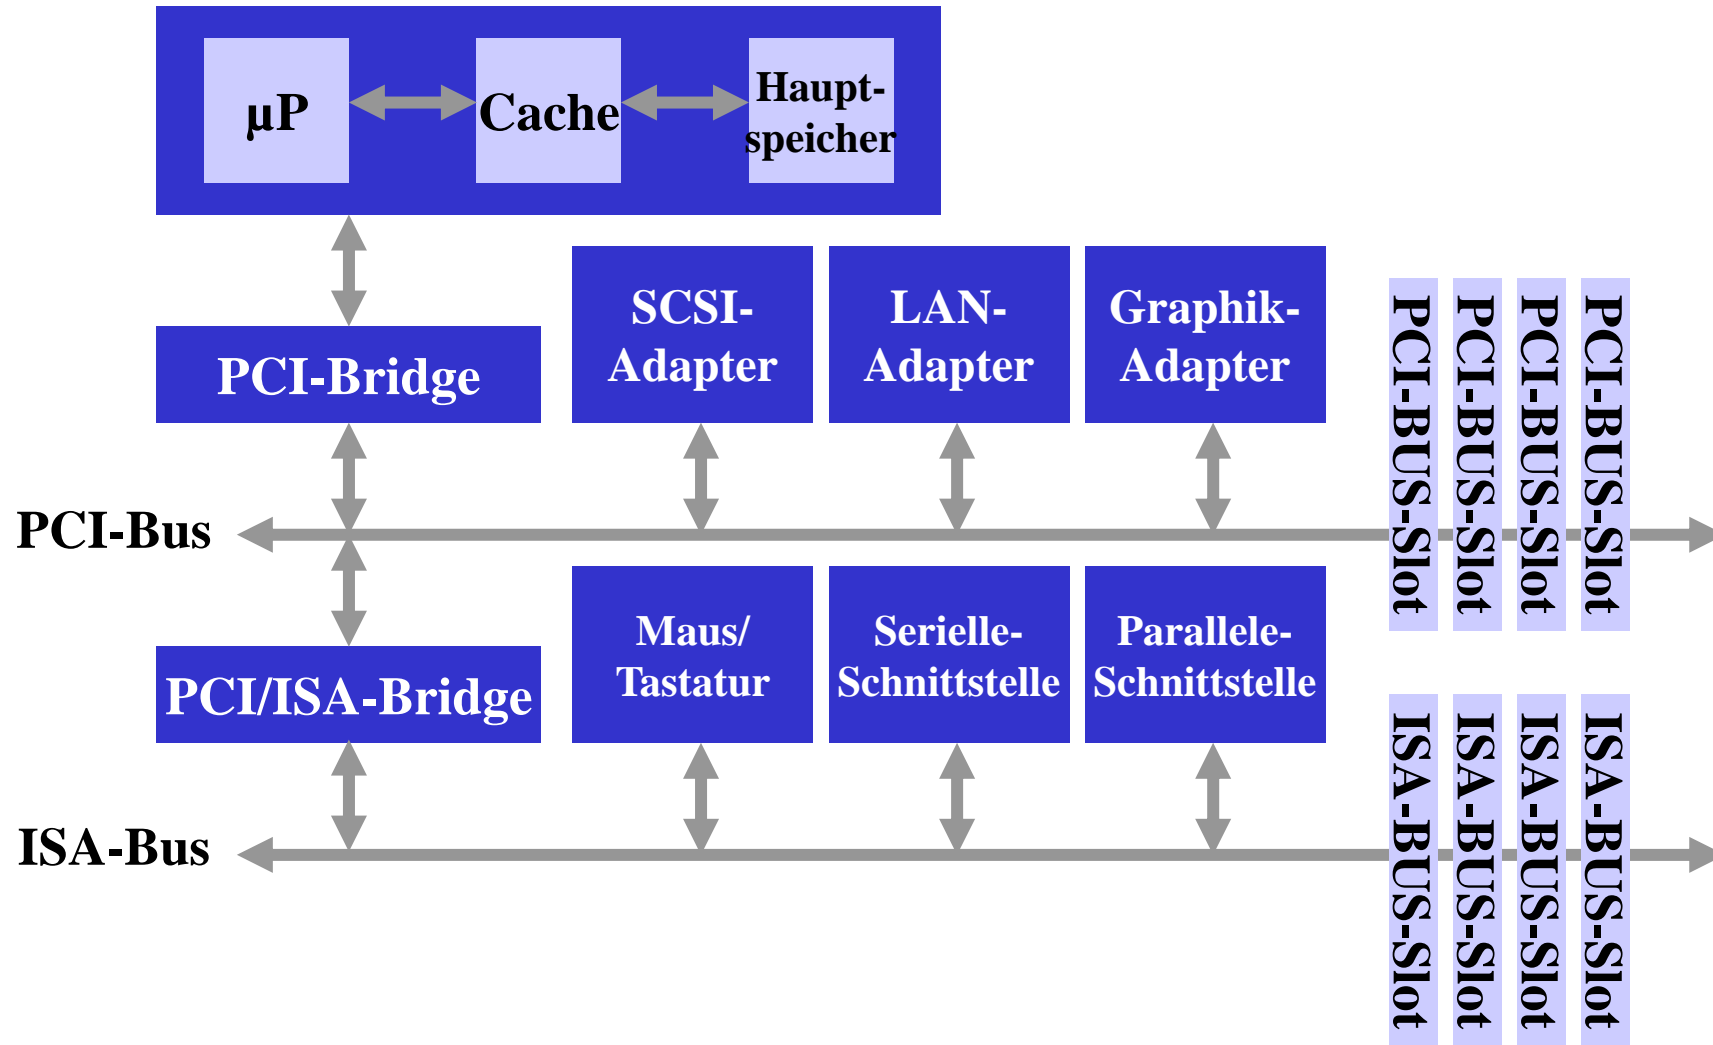 µP
Cache
Haupt-
speicher
SCSI-
Adapter
LAN-
Adapter
Graphik-
Adapter
PCI-Bridge
PCI-BUS-Slot
PCI-BUS-Slot
PCI-BUS-Slot
PCI-BUS-Slot
PCI-Bus
Maus/
Tastatur
Serielle-
Schnittstelle
Parallele-
Schnittstelle
PCI/ISA-Bridge
ISA-BUS-Slot
ISA-BUS-Slot
ISA-BUS-Slot
ISA-BUS-Slot
ISA-Bus